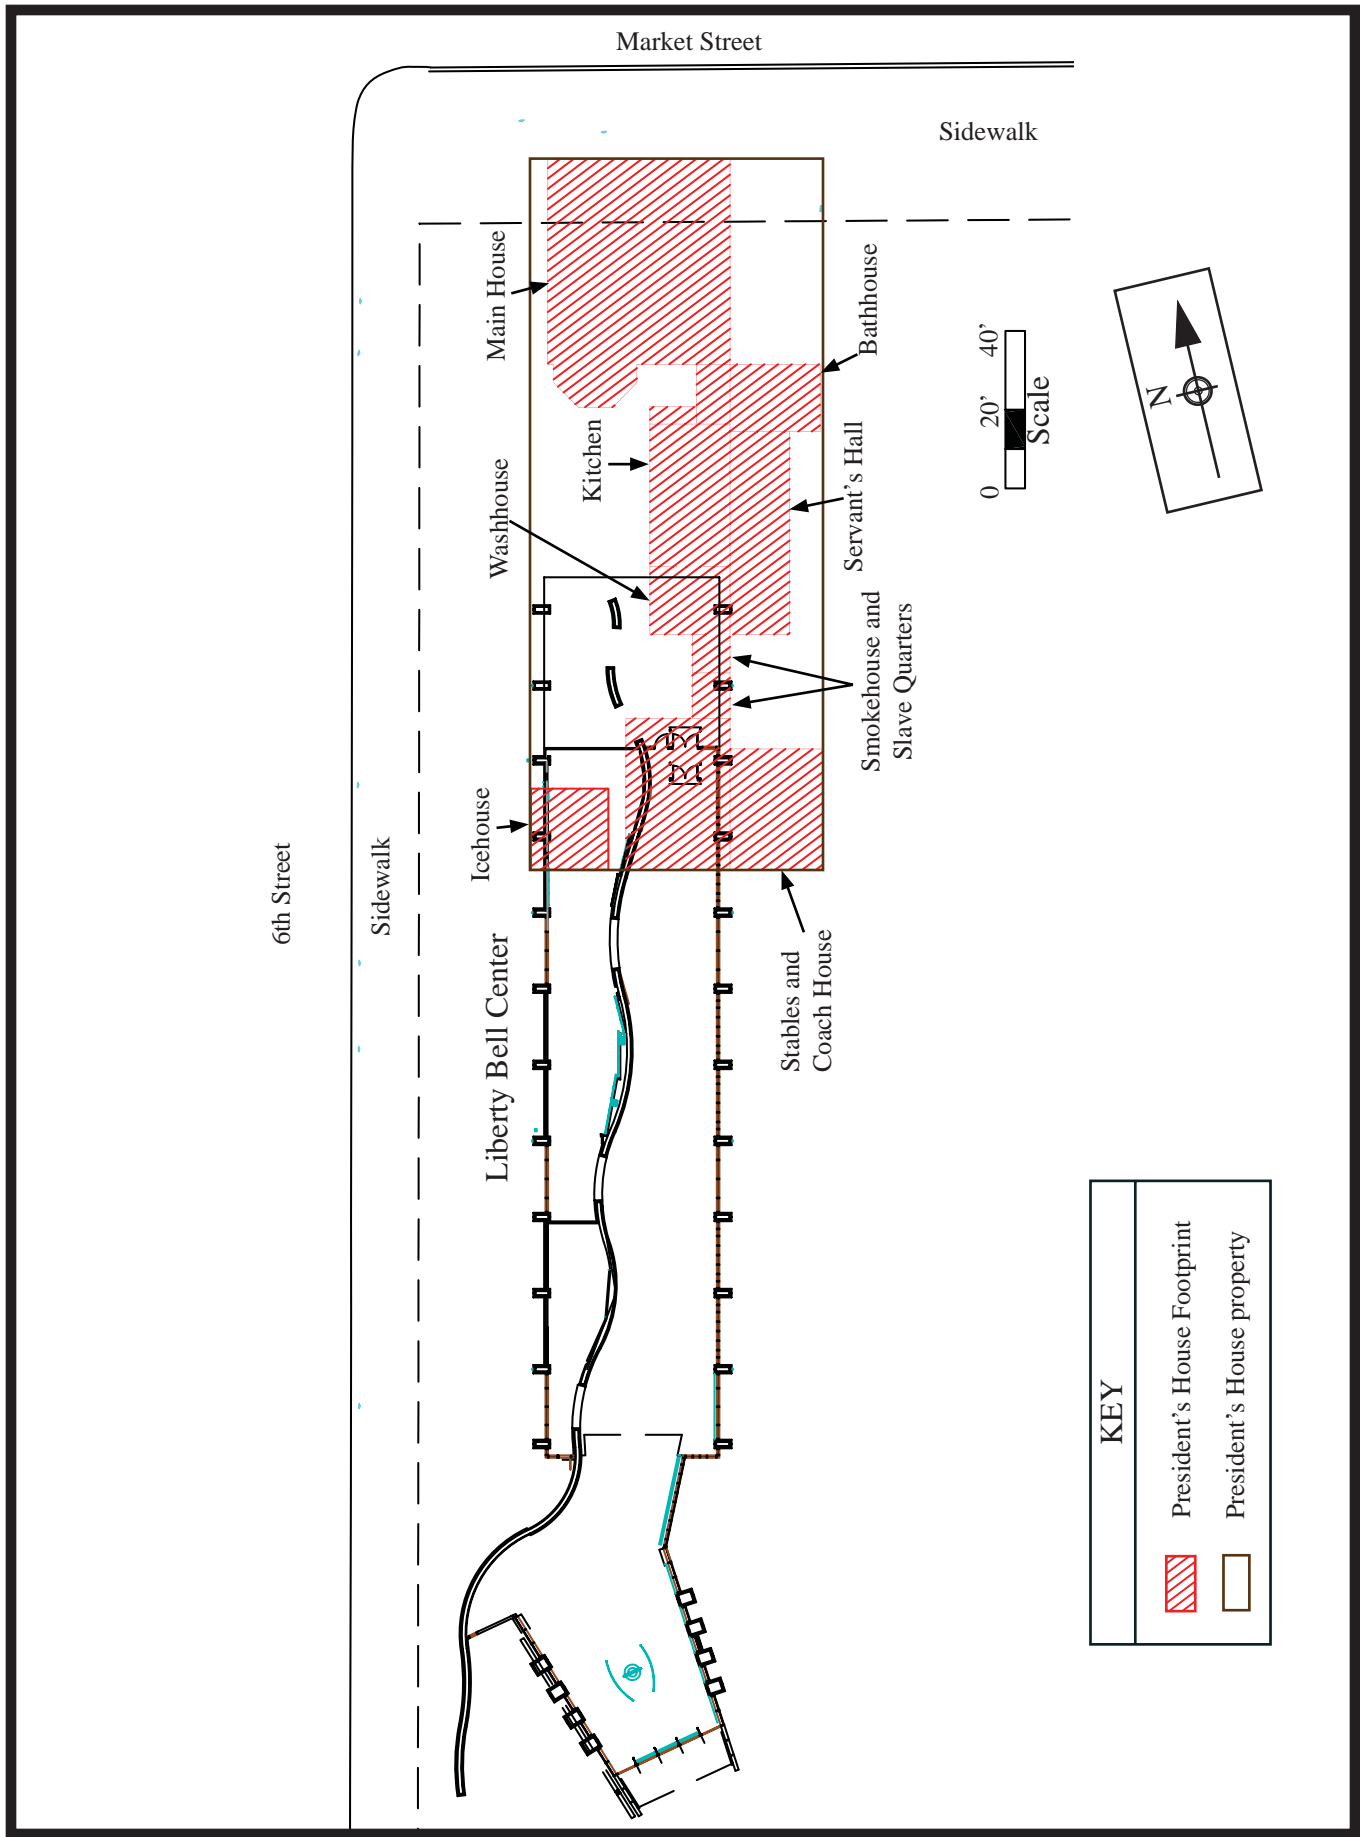 Market Street
Sidewalk
Main House
Bathhouse
Kitchen
Washhouse
Servant's Hall
Smokehouse and
Slave Quarters
Icehouse
Stables and
Coach House
6th Street
Sidewalk
Liberty Bell Center
0 20' 40'
Scale
N
KEY
President's House Footprint
President's House property